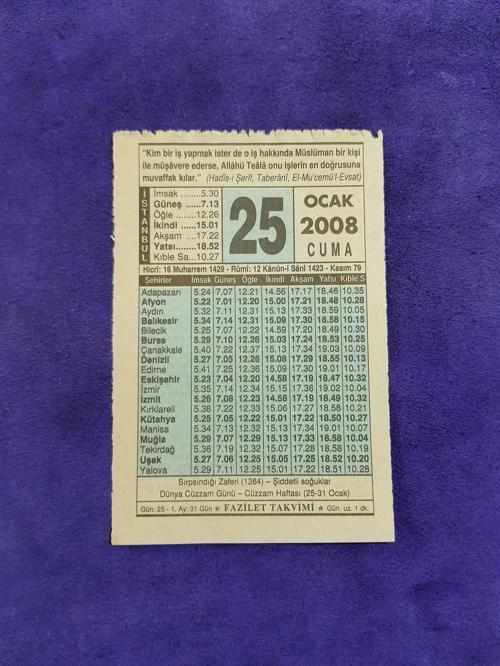 “Kim bir iş yapmak ister de o iş hakkında Müslüman bir kişi
ile müşâvere ederse, Allâhü Teâlâ onu işlerin en doğrusuna
muvaffak kılar.” (Hadîs-i Şerîf, Taberânî, El-Mu'cemü'l-Evsat)
İSTANBUL
İmsak ........5.30
Güneş ......7.13
Öğle ........12.26
İkindi ......15.01
Akşam .....17.22
Yatsı.......18.52
Kıble Sa...10.27
25
OCAK
2008
CUMA
Hicrî: 16 Muharrem 1429 - Rûmî: 12 Kânûn-i Sânî 1423 - Kasım 79
Şehirler İmsak Güneş Öğle İkindi Akşam Yatsı Kıble S
Adapazarı 5.24 7.07 12.21 14.56 17.17 18.46 10.35
Afyon 5.22 7.01 12.20 15.00 17.21 18.48 10.28
Aydın 5.32 7.11 12.31 15.13 17.33 18.59 10.05
Balıkesir 5.34 7.14 12.31 15.09 17.30 18.58 10.15
Bilecik 5.25 7.07 12.22 14.59 17.20 18.49 10.30
Bursa 5.29 7.10 12.26 15.03 17.24 18.53 10.25
Çanakkale 5.40 7.22 12.37 15.13 17.34 19.03 10.09
Denizli 5.27 7.05 12.26 15.08 17.29 18.55 10.13
Edirne 5.41 7.25 12.36 15.09 17.30 19.01 10.17
Eskişehir 5.23 7.04 12.20 14.58 17.19 18.47 10.32
İzmir 5.35 7.14 12.34 15.15 17.36 19.02 10.04
İzmit 5.26 7.08 12.23 14.58 17.19 18.49 10.32
Kırklareli 5.38 7.22 12.33 15.06 17.27 18.58 10.21
Kütahya 5.25 7.05 12.22 15.01 17.22 18.50 10.27
Manisa 5.34 7.13 12.32 15.13 17.34 19.01 10.07
Muğla 5.29 7.07 12.29 15.13 17.33 18.58 10.04
Tekirdağ 5.36 7.19 12.32 15.07 17.28 18.58 10.19
Uşak 5.27 7.06 12.25 15.05 17.25 18.52 10.20
Yalova 5.29 7.11 12.25 15.01 17.22 18.51 10.28
Sırpsındığı Zaferi (1364) – Şiddetli soğuklar
Dünya Cüzzam Günü – Cüzzam Haftası (25-31 Ocak)
Gün: 25 - 1. Ay: 31 Gün ★ FAZİLET TAKVİMİ ★ Gün. uz. 1 dk.